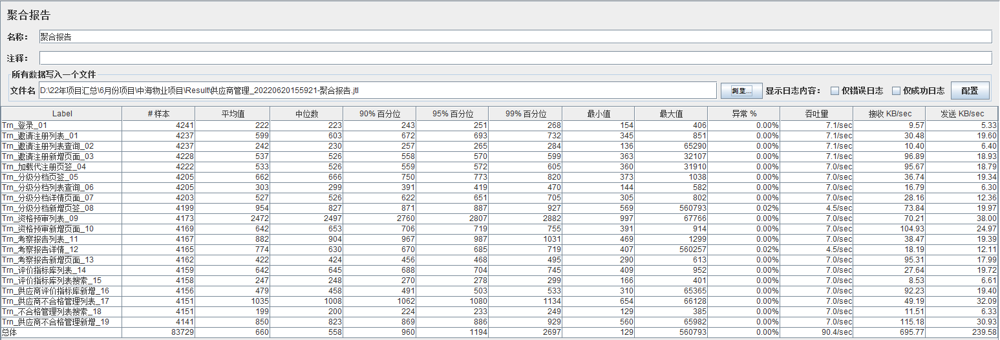 聚合报告
名称： 聚合报告
注释：
所有数据写入一个文件
文件名 D:\22年项目汇总\6月份项目\中海物业项目\Result\供应商管理_20220620155921-聚合报告.jtl 浏览... 显示日志内容： 仅错误日志 仅成功日志 配置
Label # 样本 平均值 中位数 90% 百分位 95% 百分位 99% 百分位 最小值 最大值 异常 % 吞吐量 接收 KB/sec 发送 KB/sec
Trn_登录_01 4241 222 223 243 251 268 154 406 0.00% 7.1/sec 9.57 5.33
Trn_邀请注册列表_01 4237 599 603 672 693 732 345 851 0.00% 7.1/sec 30.48 19.60
Trn_邀请注册列表查询_02 4237 242 230 257 265 284 136 65290 0.00% 7.1/sec 10.40 6.40
Trn_邀请注册新增页面_03 4228 537 526 558 570 599 363 32107 0.00% 7.1/sec 96.89 18.93
Trn_加载代注册页签_04 4222 533 526 559 572 605 360 31910 0.00% 7.0/sec 95.67 18.79
Trn_分级分档页签_05 4205 662 666 750 773 820 373 1038 0.00% 7.0/sec 36.74 19.34
Trn_分级分档列表查询_06 4205 303 299 391 419 470 144 582 0.00% 7.0/sec 16.79 6.30
Trn_分级分档详情页面_07 4203 527 526 622 651 705 305 802 0.00% 7.0/sec 28.16 12.36
Trn_分级分档新增页签_08 4199 954 827 871 887 927 569 560793 0.02% 4.5/sec 73.84 19.97
Trn_资格预审列表_09 4173 2472 2497 2760 2807 2882 997 67766 0.00% 7.0/sec 70.21 38.00
Trn_资格预审新增页面_10 4169 642 653 706 719 755 391 914 0.00% 7.0/sec 104.93 24.97
Trn_考察报告列表_11 4167 882 904 967 987 1031 469 1299 0.00% 7.0/sec 38.47 19.39
Trn_考察报告详情_12 4165 774 630 670 685 719 407 560257 0.02% 4.5/sec 18.19 12.11
Trn_考察报告新增页面_13 4162 422 424 456 468 495 290 613 0.00% 7.0/sec 95.31 17.99
Trn_评价指标库列表_14 4159 642 645 688 704 745 409 952 0.00% 7.0/sec 27.64 19.72
Trn_评价指标库列表搜索_15 4158 247 248 270 278 299 166 401 0.00% 7.0/sec 8.53 6.61
Trn_供应商评价指标库新增_16 4156 479 458 491 503 533 310 65365 0.00% 7.0/sec 92.23 19.40
Trn_供应商不合格管理列表_17 4151 1035 1008 1062 1080 1134 654 66128 0.00% 7.0/sec 49.19 32.09
Trn_不合格管理列表搜索_18 4151 199 200 224 233 249 129 385 0.00% 7.0/sec 11.51 6.33
Trn_供应商不合格管理新增_19 4141 850 823 869 886 929 560 65982 0.00% 7.0/sec 115.18 30.93
总体 83729 660 558 960 1194 2697 129 560793 0.00% 90.4/sec 695.77 239.58